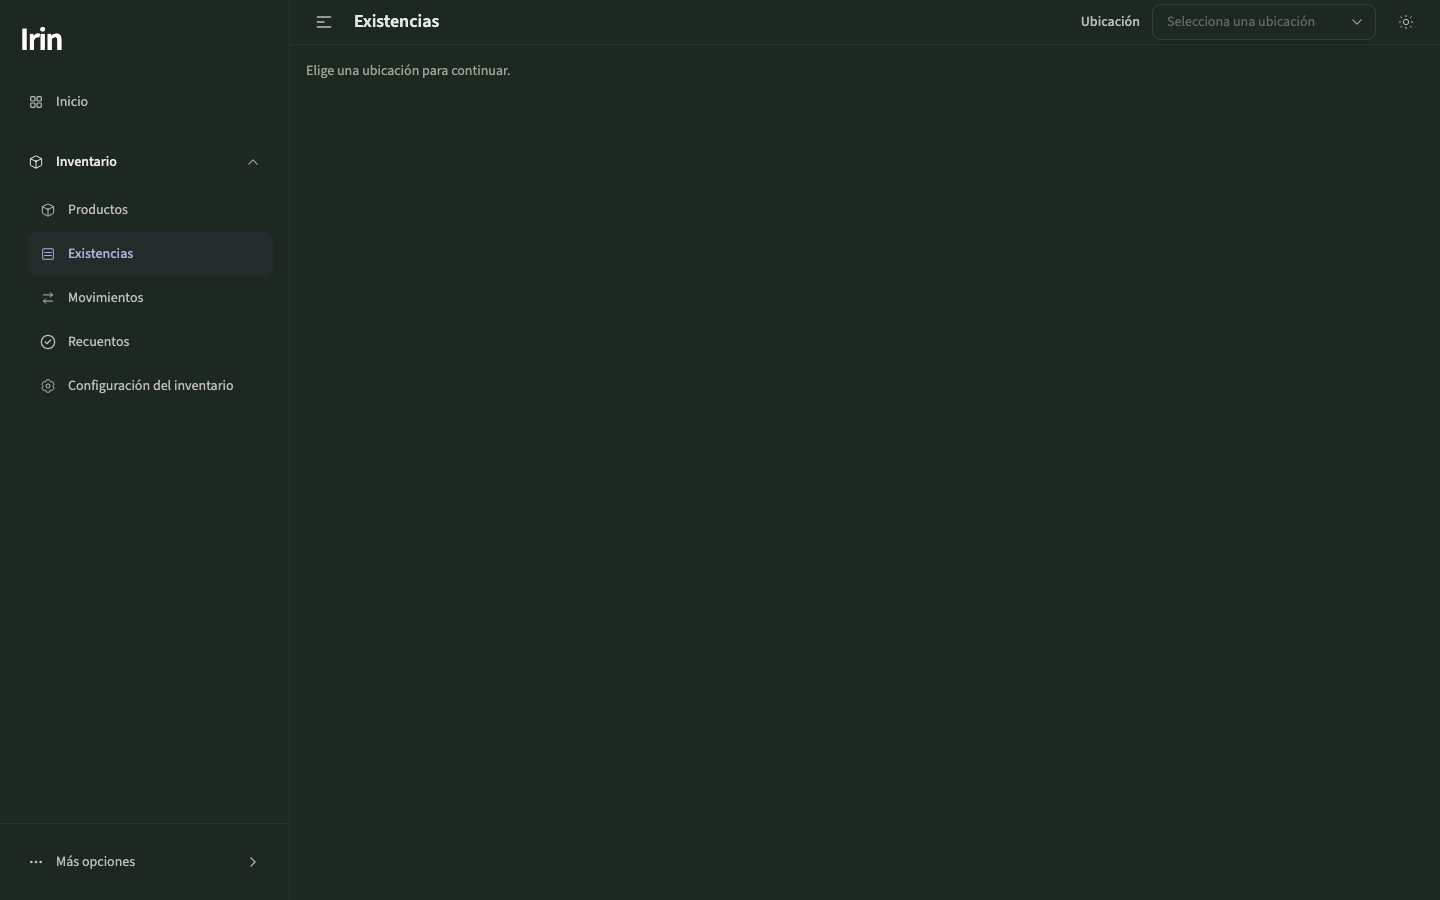 Irin
Inicio
Inventario
Productos
Existencias
Movimientos
Recuentos
Configuración del inventario
Más opciones
Existencias
Ubicación
Selecciona una ubicación
Elige una ubicación para continuar.